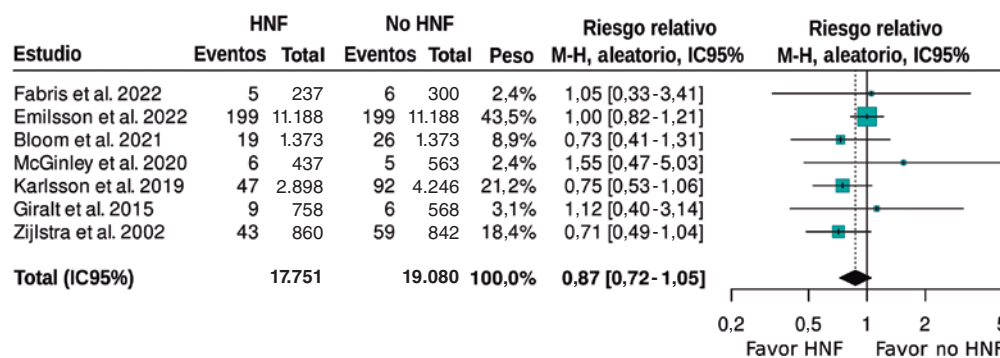 HNF No HNF Riesgo relativo Riesgo relativo
Estudio Eventos Total Eventos Total Peso M-H, aleatorio, IC95% M-H, aleatorio, IC95%
Fabris et al. 2022 5 237 6 300 2,4% 1,05 [0,33-3,41]
Emilsson et al. 2022 199 11.188 199 11.188 43,5% 1,00 [0,82-1,21]
Bloom et al. 2021 19 1.373 26 1.373 8,9% 0,73 [0,41-1,31]
McGinley et al. 2020 6 437 5 563 2,4% 1,55 [0,47-5,03]
Karlsson et al. 2019 47 2.898 92 4.246 21,2% 0,75 [0,53-1,06]
Giralt et al. 2015 9 758 6 568 3,1% 1,12 [0,40-3,14]
Zijlstra et al. 2002 43 860 59 842 18,4% 0,71 [0,49-1,04]
Total (IC95%) 17.751 19.080 100,0% 0,87 [0,72-1,05]
0,2 0,5 1 2 5
Favor HNF Favor no HNF